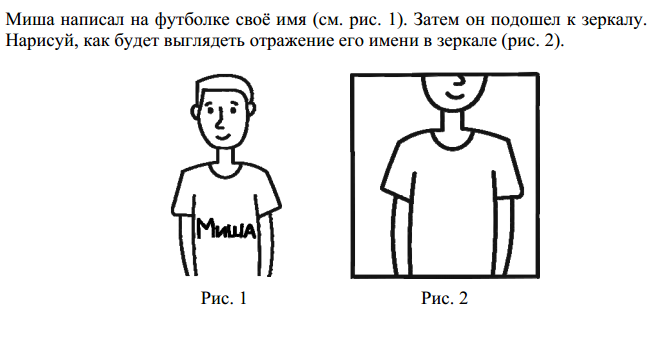 Миша написал на футболке своё имя (см. рис. 1). Затем он подошел к зеркалу.
Нарисуй, как будет выглядеть отражение его имени в зеркале (рис. 2).
МИША
Рис. 1
Рис. 2